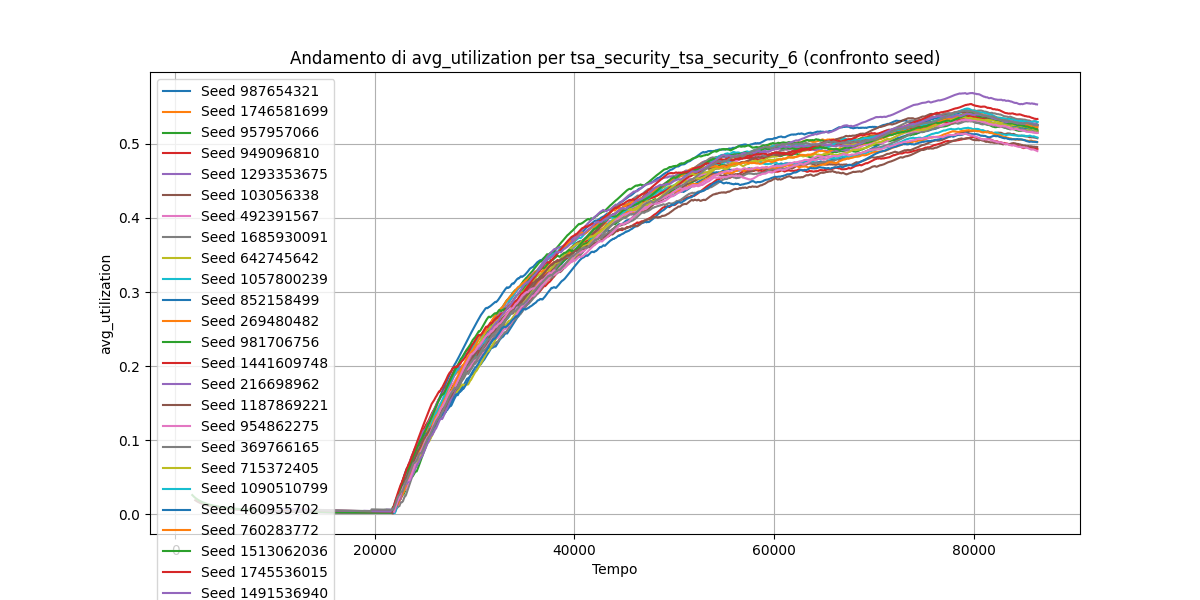 Andamento di avg_utilization per tsa_security_tsa_security_6 (confronto seed)
avg_utilization
0.5
0.4
0.3
0.2
0.1
0.0
Seed 987654321
Seed 1746581699
Seed 957957066
Seed 949096810
Seed 1293353675
Seed 103056338
Seed 492391567
Seed 1685930091
Seed 642745642
Seed 1057800239
Seed 852158499
Seed 269480482
Seed 981706756
Seed 1441609748
Seed 216698962
Seed 1187869221
Seed 954862275
Seed 369766165
Seed 715372405
Seed 1090510799
Seed 460955702
Seed 760283772
Seed 1513062036
Seed 1745536015
Seed 1491536940
0 20000 40000 60000 80000
Tempo